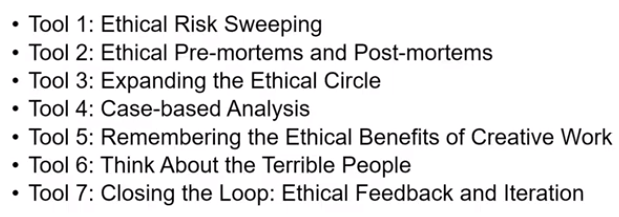 • Tool 1: Ethical Risk Sweeping
• Tool 2: Ethical Pre-mortems and Post-mortems
• Tool 3: Expanding the Ethical Circle
• Tool 4: Case-based Analysis
• Tool 5: Remembering the Ethical Benefits of Creative Work
• Tool 6: Think About the Terrible People
• Tool 7: Closing the Loop: Ethical Feedback and Iteration